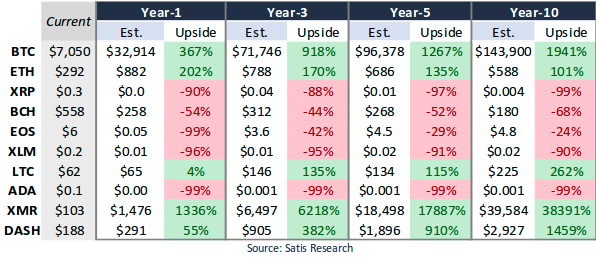 Current Year-1 Year-3 Year-5 Year-10
Est. Upside Est. Upside Est. Upside Est. Upside
BTC $7,050 $32,914 367% $71,746 918% $96,378 1267% $143,900 1941%
ETH $292 $882 202% $788 170% $686 135% $588 101%
XRP $0.3 $0.0 -90% $0.04 -88% $0.01 -97% $0.004 -99%
BCH $558 $258 -54% $312 -44% $268 -52% $180 -68%
EOS $6 $0.05 -99% $3.6 -42% $4.5 -29% $4.8 -24%
XLM $0.2 $0.01 -96% $0.01 -95% $0.02 -91% $0.02 -90%
LTC $62 $65 4% $146 135% $134 115% $225 262%
ADA $0.1 $0.00 -99% $0.001 -99% $0.001 -99% $0.001 -99%
XMR $103 $1,476 1336% $6,497 6218% $18,498 17887% $39,584 38391%
DASH $188 $291 55% $905 382% $1,896 910% $2,927 1459%
Source: Satis Research